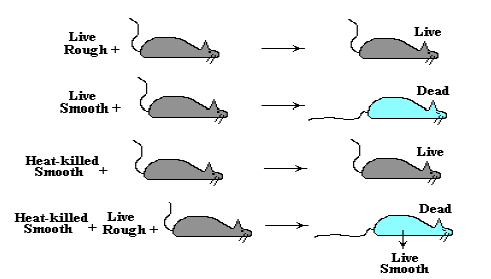 Live
Rough +
Live
Live
Smooth +
Dead
Heat-killed
Smooth +
Live
Heat-killed Live
Smooth + Rough +
Dead
Live
Smooth